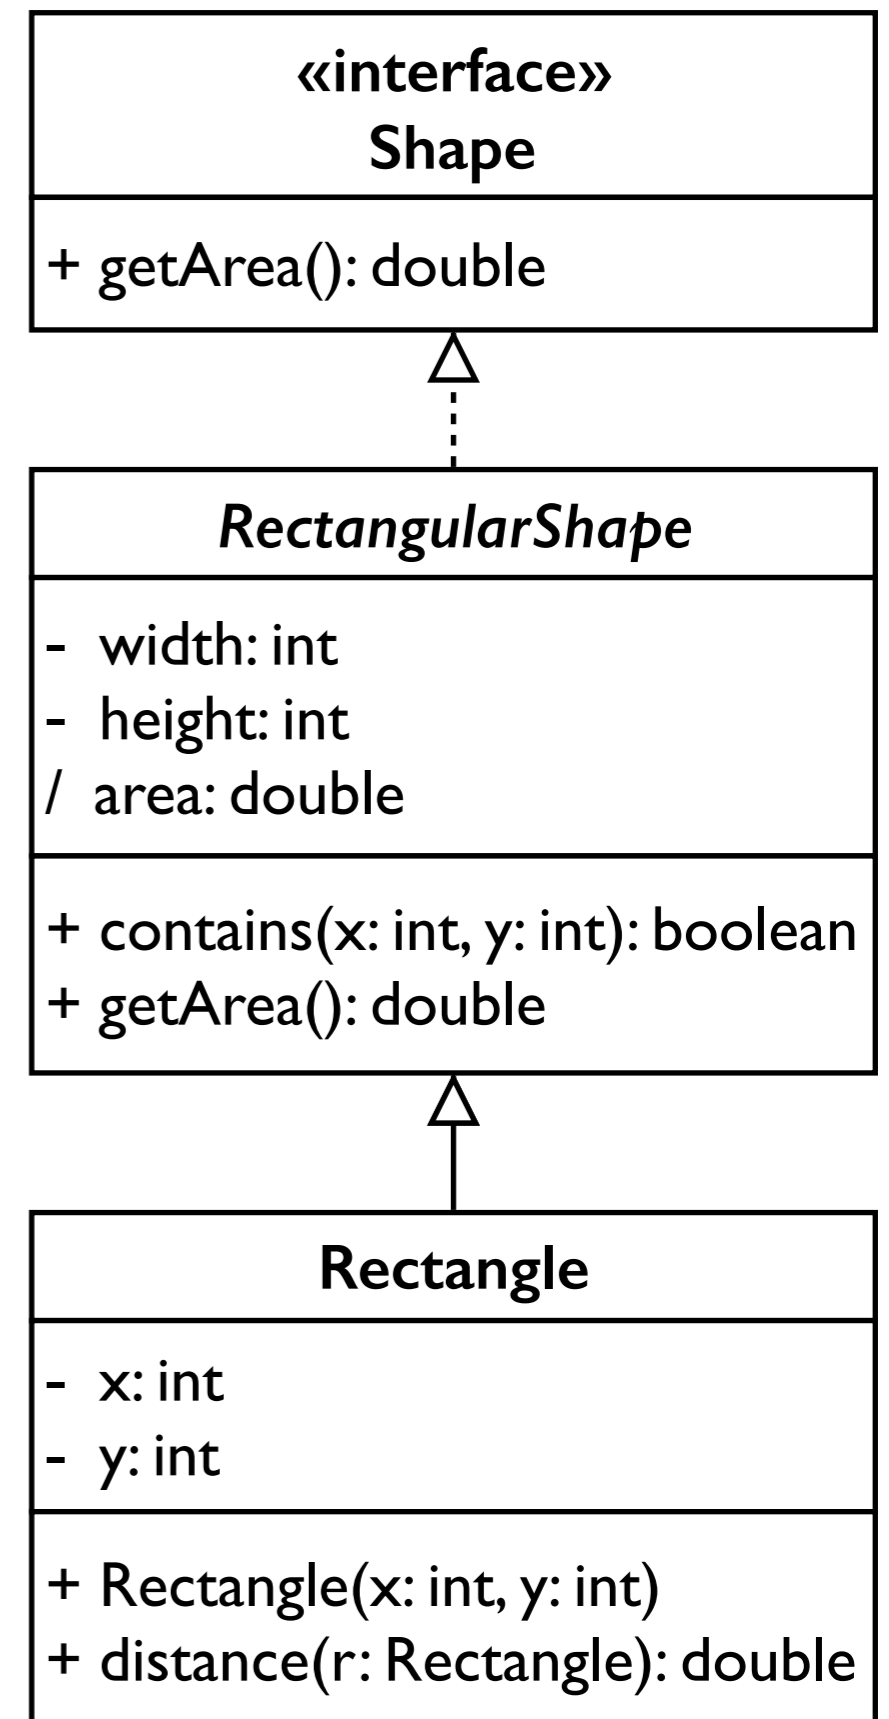 «interface»
Shape
+ getArea(): double
RectangularShape
- width: int
- height: int
/ area: double
+ contains(x: int, y: int): boolean
+ getArea(): double
Rectangle
- x: int
- y: int
+ Rectangle(x: int, y: int)
+ distance(r: Rectangle): double